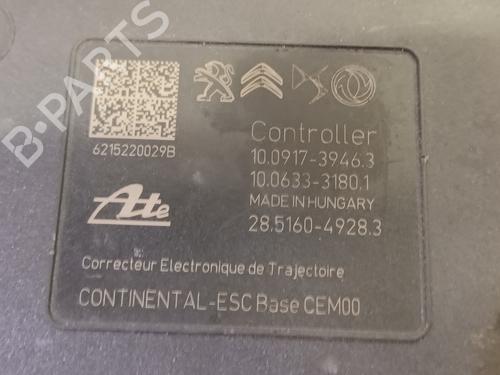 6215220029B
Controller
10.0917-3946.3
10.0633-3180.1
MADE IN HUNGARY
28.5160-4928.3
Ate
Correcteur Electronique de Trajectoire
CONTINENTAL-ESC Base CEM00
B-PARTS